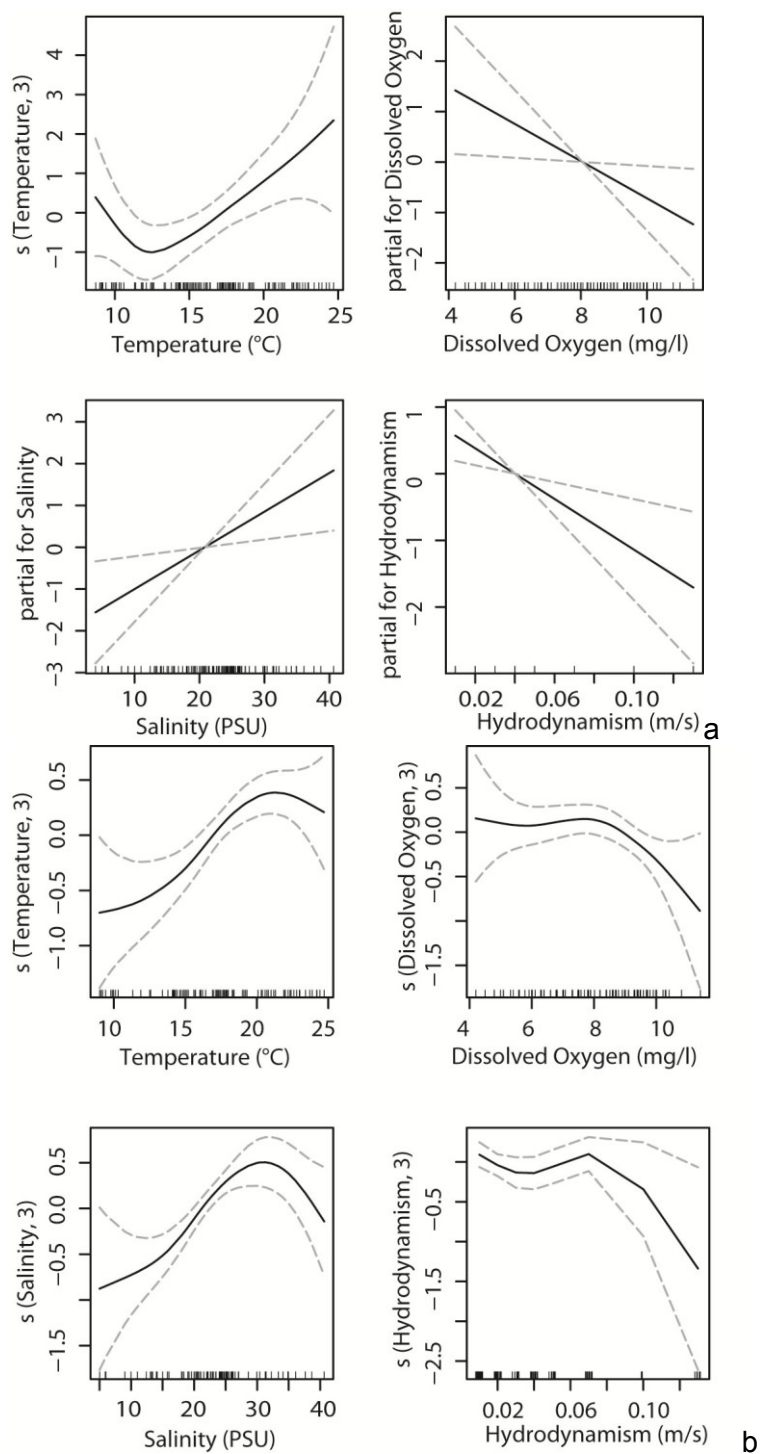 s (Temperature, 3)
−1 0 1 2 3 4
10 15 20 25
Temperature (°C)
partial for Dissolved Oxygen
−2 −1 0 1 2
4 6 8 10
Dissolved Oxygen (mg/l)
partial for Salinity
−3 −2 −1 0 1 2 3
10 20 30 40
Salinity (PSU)
partial for Hydrodynamism
−2 −1 0 1
0.02 0.06 0.10
Hydrodynamism (m/s)
a
s (Temperature, 3)
−1.0 −0.5 0.0 0.5
10 15 20 25
Temperature (°C)
s (Dissolved Oxygen, 3)
−1.5 −0.5 0.0 0.5
4 6 8 10
Dissolved Oxygen (mg/l)
s (Salinity, 3)
−1.5 −0.5 0.0 0.5
10 20 30 40
Salinity (PSU)
s (Hydrodynamism, 3)
−2.5 −1.5 −0.5
0.02 0.06 0.10
Hydrodynamism (m/s)
b